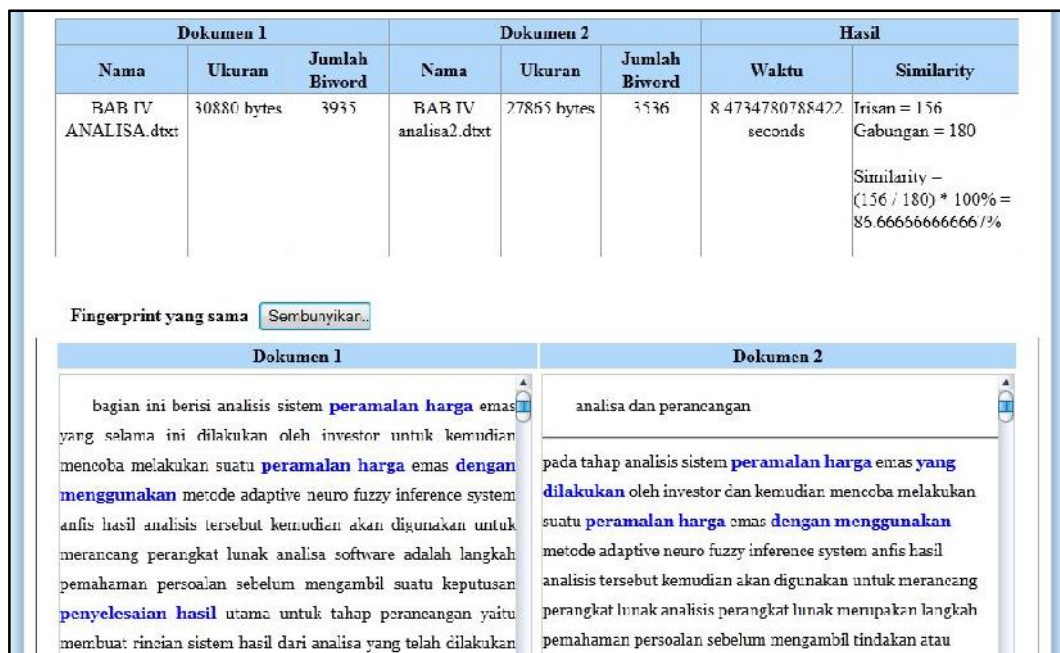 Dokumen 1 Dokumen 2 Hasil
Nama Ukuran Jumlah Biword Nama Ukuran Jumlah Biword Waktu Similarity
BAB IV ANALISA.dtxt 30880 bytes 3935 BAB IV analisa2.dtxt 27865 bytes 3536 8.4734780788422 seconds Irisan = 156
Gabungan = 180
Similarity =
(156 / 180) * 100% =
86.666666666667%
Fingerprint yang sama Sembunyikan..
Dokumen 1
bagian ini berisi analisis sistem peramalan harga emas
yang selama ini dilakukan oleh investor untuk kemudian
mencoba melakukan suatu peramalan harga emas dengan
menggunakan metode adaptive neuro fuzzy inference system
anfis hasil analisis tersebut kemudian akan digunakan untuk
merancang perangkat lunak analisa software adalah langkah
pemahaman persoalan sebelum mengambil suatu keputusan
penyelesaian hasil utama untuk tahap perancangan yaitu
membuat rincian sistem hasil dari analisa yang telah dilakukan
Dokumen 2
analisa dan perancangan
pada tahap analisis sistem peramalan harga emas yang
dilakukan oleh investor dan kemudian mencoba melakukan
suatu peramalan harga emas dengan menggunakan
metode adaptive neuro fuzzy inference system anfis hasil
analisis tersebut kemudian akan digunakan untuk merancang
perangkat lunak analisis perangkat lunak merupakan langkah
pemahaman persoalan sebelum mengambil tindakan atau